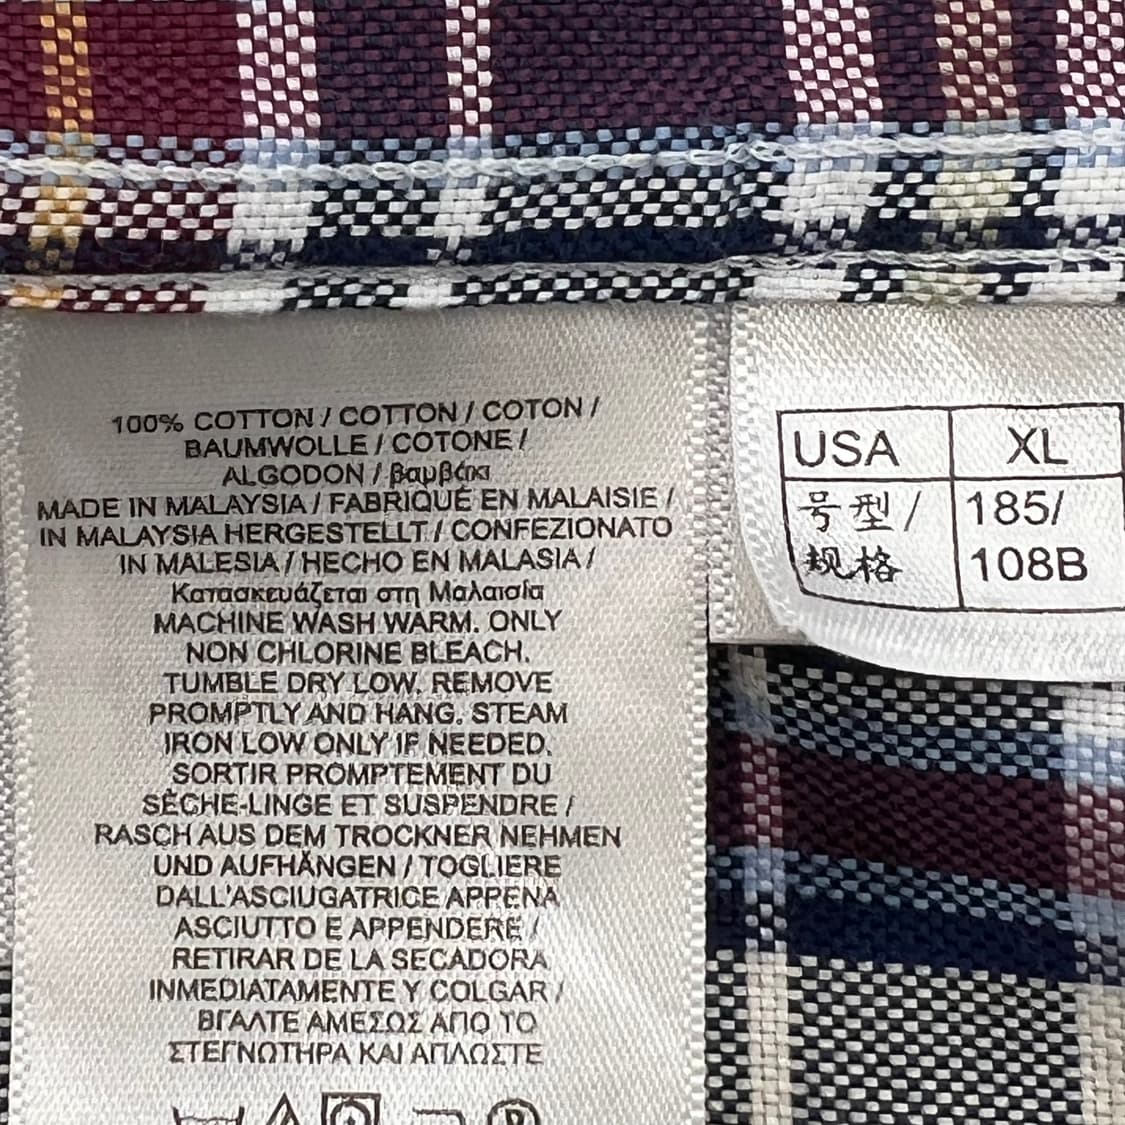 100% COTTON / COTTON / COTON /
BAUMWOLLE / COTONE /
ALGODON / βαμβάκι
MADE IN MALAYSIA / FABRIQUÉ EN MALAISIE /
IN MALAYSIA HERGESTELLT / CONFEZIONATO
IN MALESIA / HECHO EN MALASIA /
Κατασκευάζεται στη Μαλαισία
MACHINE WASH WARM. ONLY
NON CHLORINE BLEACH.
TUMBLE DRY LOW. REMOVE
PROMPTLY AND HANG. STEAM
IRON LOW ONLY IF NEEDED.
SORTIR PROMPTEMENT DU
SÈCHE-LINGE ET SUSPENDRE /
RASCH AUS DEM TROCKNER NEHMEN
UND AUFHÄNGEN / TOGLIERE
DALL'ASCIUGATRICE APPENA
ASCIUTTO E APPENDERE /
RETIRAR DE LA SECADORA
INMEDIATAMENTE Y COLGAR /
ΒΓΑΛΤΕ ΑΜΕΣΩΣ ΑΠΟ ΤΟ
ΣΤΕΓΝΩΤΗΡΑ ΚΑΙ ΑΠΛΩΣΤΕ
USA XL
号型/ 185/
规格 108B